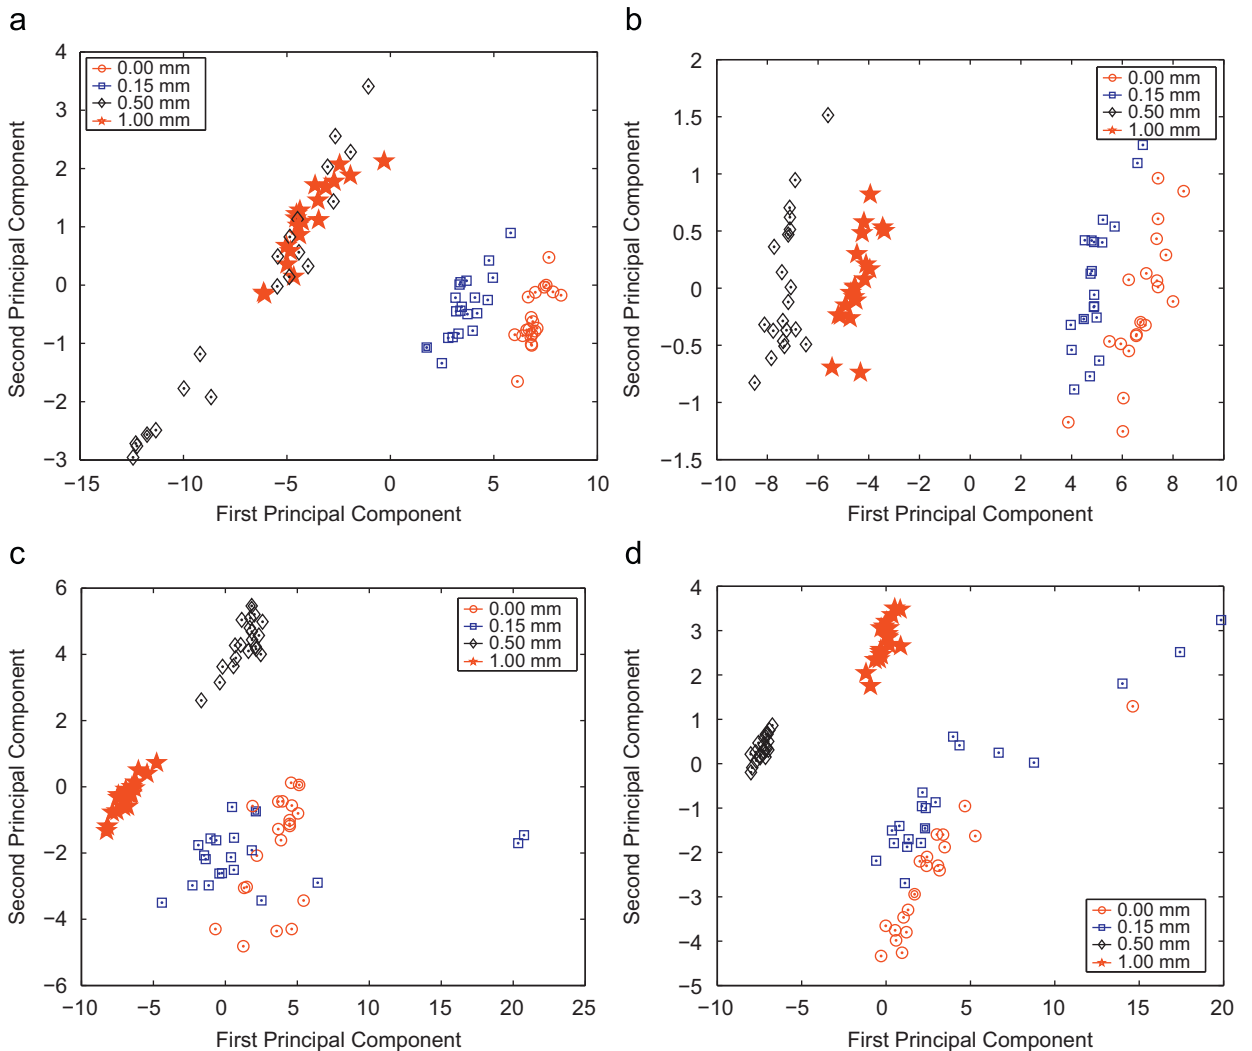 a
4
3
2
1
0
−1
−2
−3
−15
−10
−5
0
5
10
0.00 mm
0.15 mm
0.50 mm
1.00 mm
Second Principal Component
First Principal Component
b
2
1.5
1
0.5
0
−0.5
−1
−1.5
−10
−8
−6
−4
−2
0
2
4
6
8
10
0.00 mm
0.15 mm
0.50 mm
1.00 mm
Second Principal Component
First Principal Component
c
6
4
2
0
−2
−4
−6
−10
−5
0
5
10
15
20
25
0.00 mm
0.15 mm
0.50 mm
1.00 mm
Second Principal Component
First Principal Component
d
4
3
2
1
0
−1
−2
−3
−4
−5
−10
−5
0
5
10
15
20
0.00 mm
0.15 mm
0.50 mm
1.00 mm
Second Principal Component
First Principal Component